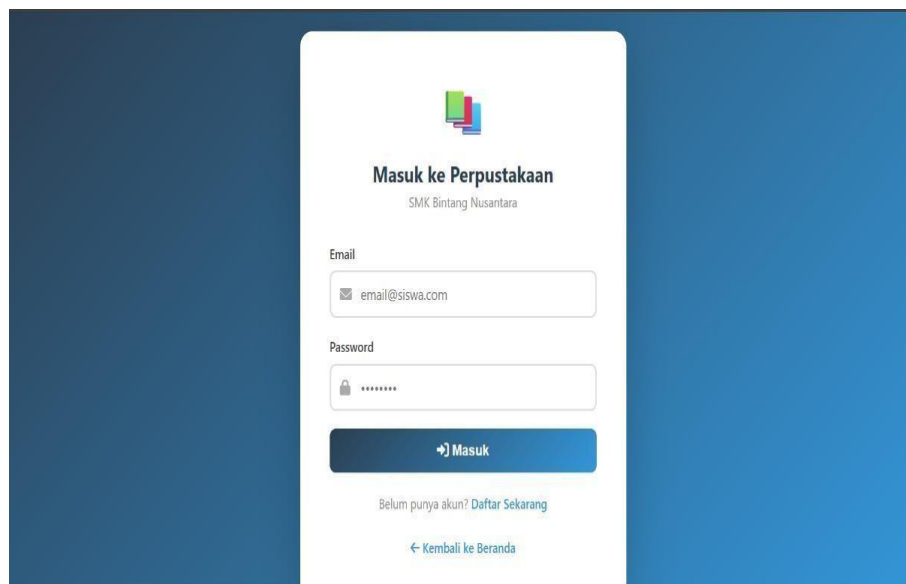 Masuk ke Perpustakaan
SMK Bintang Nusantara
Email
email@siswa.com
Password
••••••••
Masuk
Belum punya akun? Daftar Sekarang
← Kembali ke Beranda